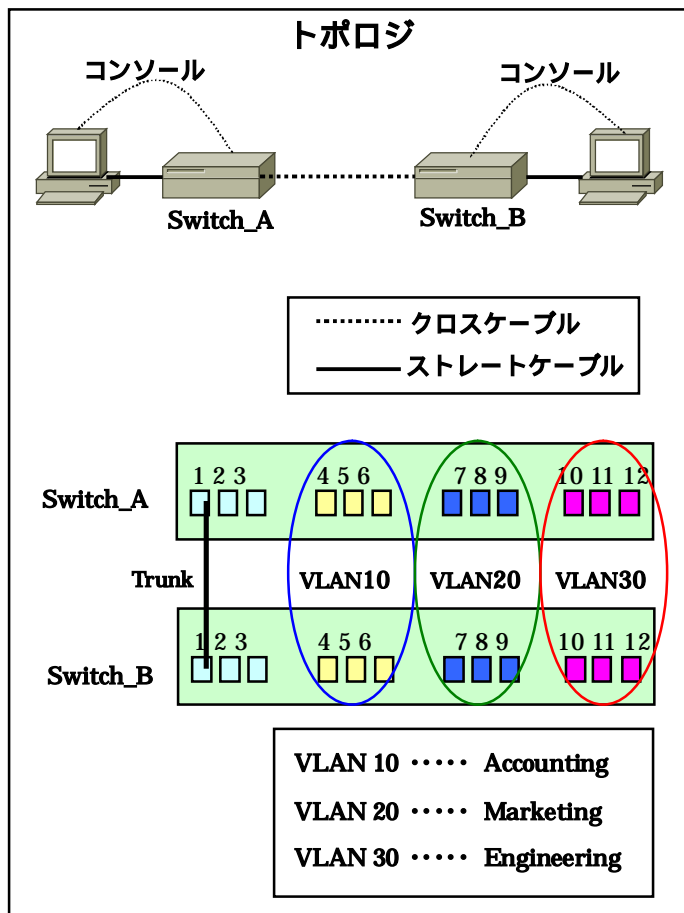 トポロジ
コンソール
コンソール
Switch_A
Switch_B
クロスケーブル
ストレートケーブル
1 2 3 4 5 6 7 8 9 10 11 12
Switch_A
Trunk VLAN10 VLAN20 VLAN30
1 2 3 4 5 6 7 8 9 10 11 12
Switch_B
VLAN 10 ····· Accounting
VLAN 20 ····· Marketing
VLAN 30 ····· Engineering